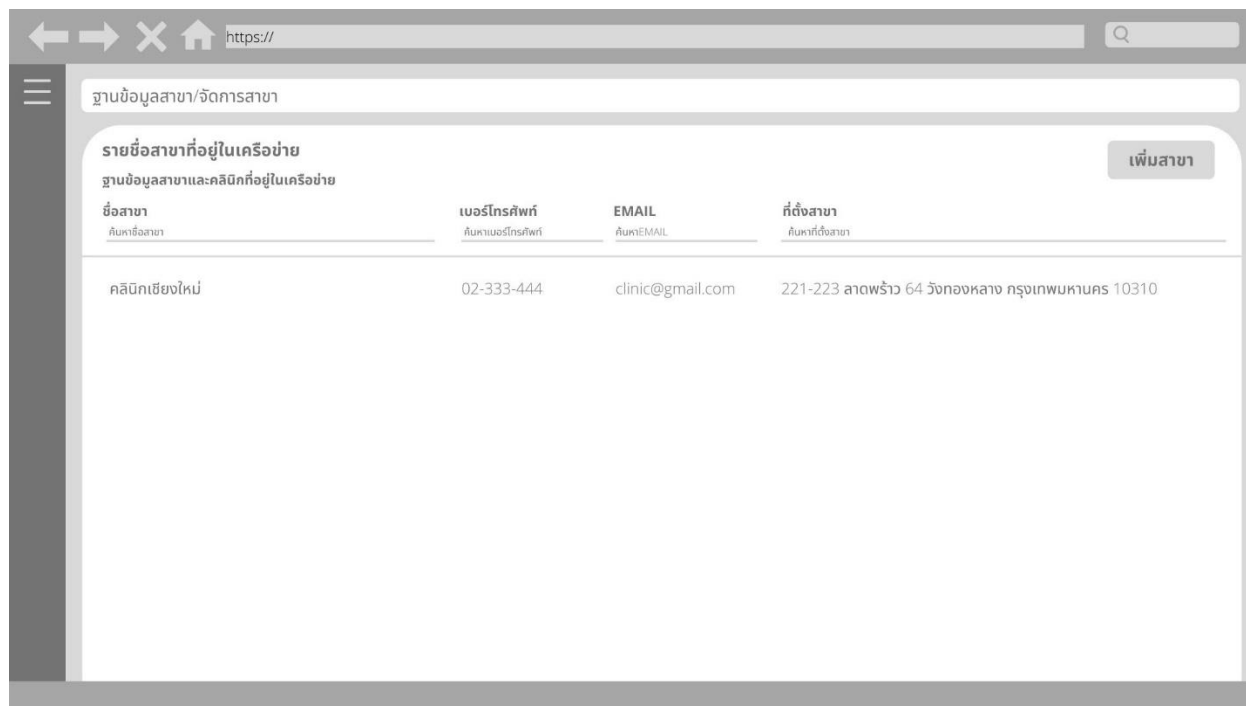 https://
ฐานข้อมูลสาขา/จัดการสาขา
รายชื่อสาขาที่อยู่ในเครือข่าย
เพิ่มสาขา
ฐานข้อมูลสาขาและคลินิกที่อยู่ในเครือข่าย
ชื่อสาขา เบอร์โทรศัพท์ EMAIL ที่ตั้งสาขา
ค้นหาชื่อสาขา ค้นหาเบอร์โทรศัพท์ ค้นหาEMAIL ค้นหาที่ตั้งสาขา
คลินิกเชียงใหม่ 02-333-444 clinic@gmail.com 221-223 ลาดพร้าว 64 วังทองหลาง กรุงเทพมหานคร 10310